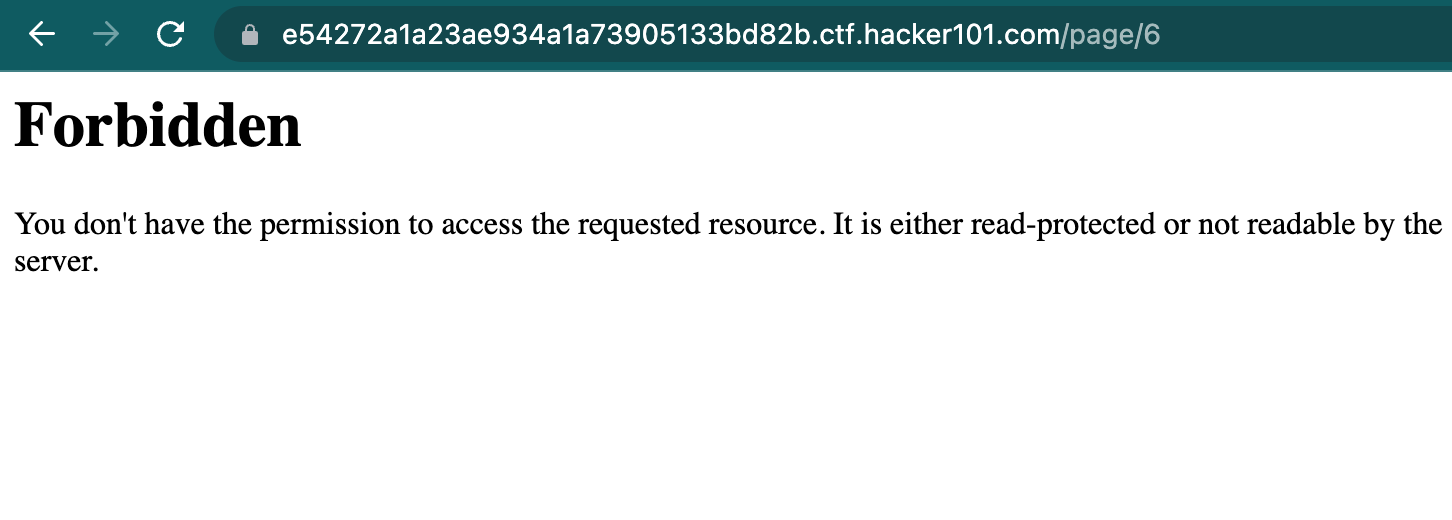 e54272a1a23ae934a1a73905133bd82b.ctf.hacker101.com/page/6
Forbidden
You don't have the permission to access the requested resource. It is either read-protected or not readable by the
server.